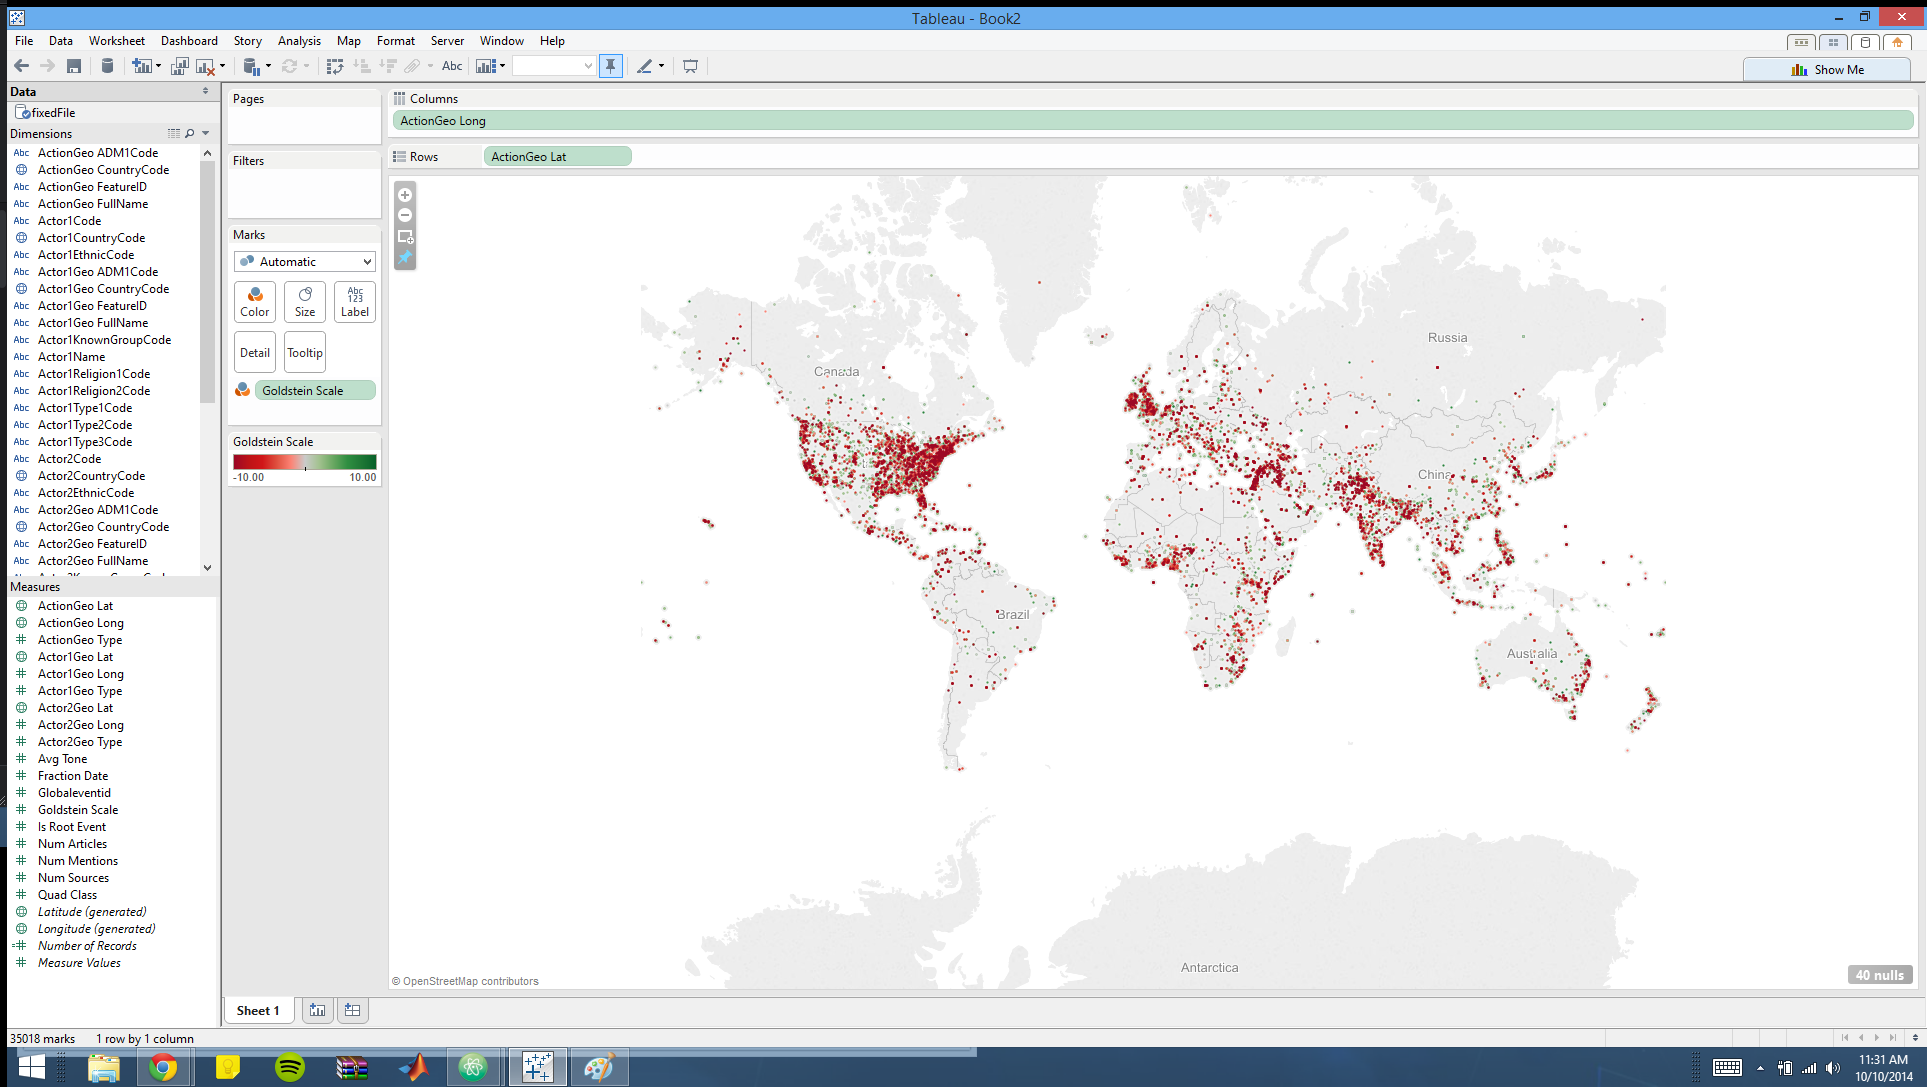 Tableau - Book2
File Data Worksheet Dashboard Story Analysis Map Format Server Window Help
Abc
Show Me
Data
fixedFile
Dimensions
Abc ActionGeo ADM1Code
ActionGeo CountryCode
Abc ActionGeo FeatureID
Abc ActionGeo FullName
Abc Actor1Code
Actor1CountryCode
Abc Actor1EthnicCode
Abc Actor1Geo ADM1Code
Actor1Geo CountryCode
Abc Actor1Geo FeatureID
Abc Actor1Geo FullName
Abc Actor1KnownGroupCode
Abc Actor1Name
Abc Actor1Religion1Code
Abc Actor1Religion2Code
Abc Actor1Type1Code
Abc Actor1Type2Code
Abc Actor1Type3Code
Abc Actor2Code
Actor2CountryCode
Abc Actor2EthnicCode
Abc Actor2Geo ADM1Code
Actor2Geo CountryCode
Abc Actor2Geo FeatureID
Abc Actor2Geo FullName
Measures
ActionGeo Lat
ActionGeo Long
ActionGeo Type
Actor1Geo Lat
Actor1Geo Long
Actor1Geo Type
Actor2Geo Lat
Actor2Geo Long
Actor2Geo Type
Avg Tone
Fraction Date
Globaleventid
Goldstein Scale
Is Root Event
Num Articles
Num Mentions
Num Sources
Quad Class
Latitude (generated)
Longitude (generated)
Number of Records
Measure Values
Pages
Filters
Marks
Automatic
Color
Size
Abc
123
Label
Detail
Tooltip
Goldstein Scale
Goldstein Scale
-10.00 10.00
Columns
ActionGeo Long
Rows
ActionGeo Lat
Canada
Russia
China
Brazil
Australia
Antarctica
© OpenStreetMap contributors
40 nulls
Sheet 1
35018 marks 1 row by 1 column
11:31 AM
10/10/2014